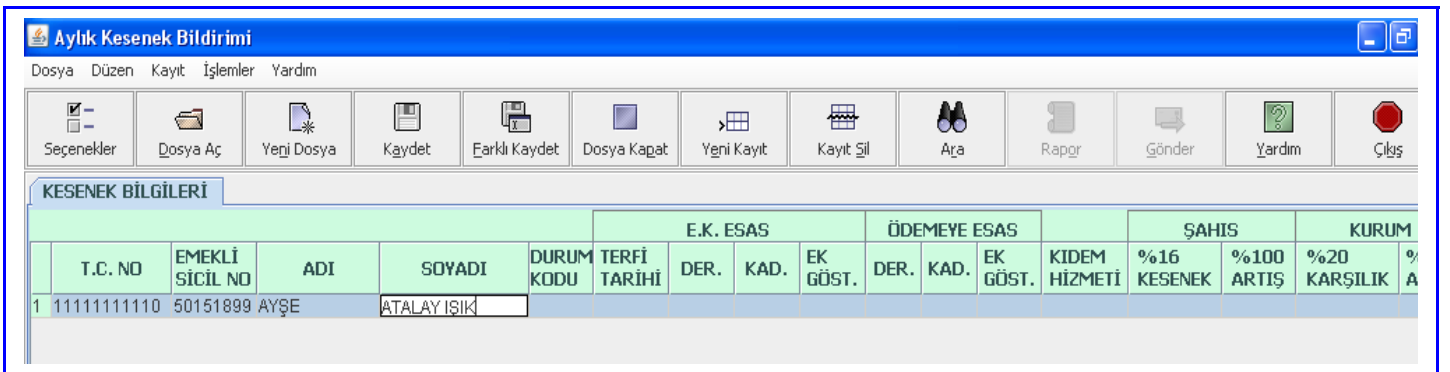 Aylık Kesenek Bildirimi
Dosya Düzen Kayıt İşlemler Yardım
Seçenekler Dosya Aç Yeni Dosya Kaydet Farklı Kaydet Dosya Kapat Yeni Kayıt Kayıt Sil Ara Rapor Gönder Yardım Çıkış
KESENEK BİLGİLERİ
E.K. ESAS ÖDEMEYE ESAS ŞAHIS KURUM
T.C. NO EMEKLİ SİCİL NO ADI SOYADI DURUM KODU TERFİ TARİHİ DER. KAD. EK GÖST. DER. KAD. EK GÖST. KIDEM HİZMETİ %16 KESENEK %100 ARTIŞ %20 KARŞILIK % A
1 11111111110 50151899 AYŞE ATALAY IŞIK